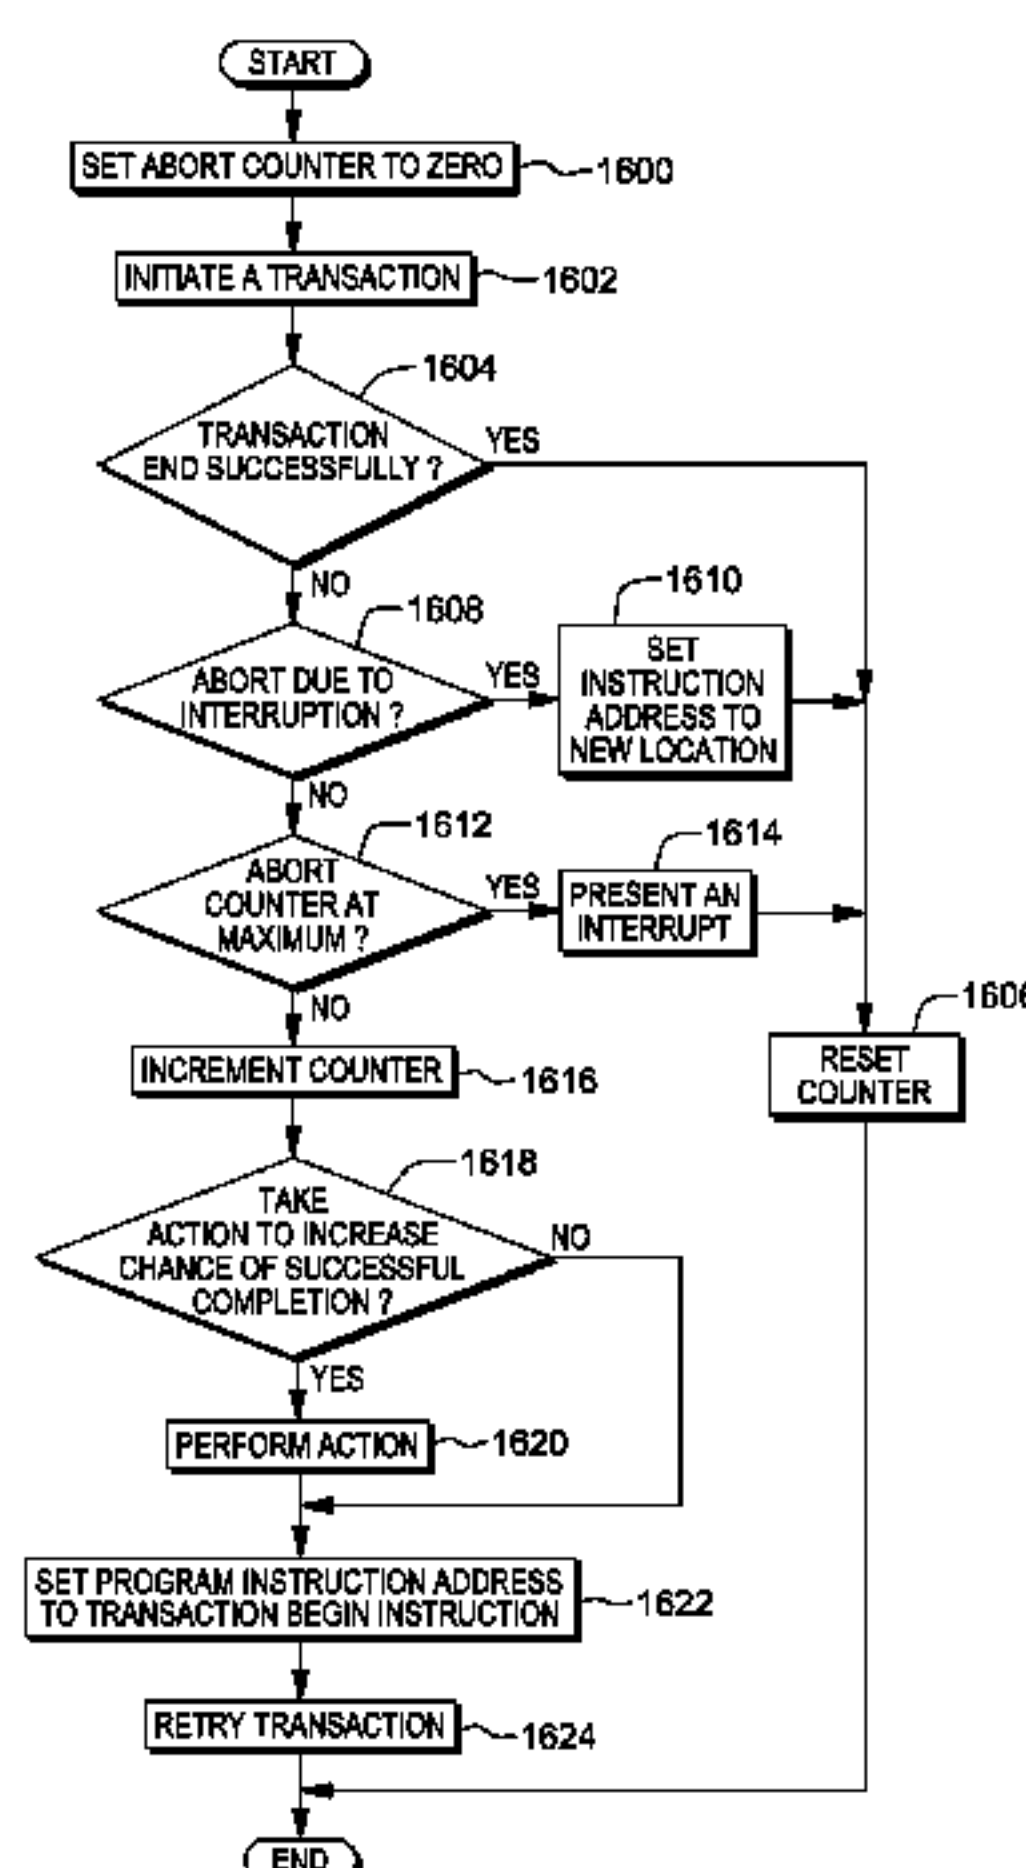 START
SET ABORT COUNTER TO ZERO
1600
INITIATE A TRANSACTION
1602
1604
TRANSACTION
END SUCCESSFULLY ?
YES
NO
1608
ABORT DUE TO
INTERRUPTION ?
YES
1610
SET
INSTRUCTION
ADDRESS TO
NEW LOCATION
NO
1612
ABORT
COUNTER AT
MAXIMUM ?
YES
1614
PRESENT AN
INTERRUPT
NO
1606
RESET
COUNTER
INCREMENT COUNTER
1616
1618
TAKE
ACTION TO INCREASE
CHANCE OF SUCCESSFUL
COMPLETION ?
NO
YES
PERFORM ACTION
1620
SET PROGRAM INSTRUCTION ADDRESS
TO TRANSACTION BEGIN INSTRUCTION
1622
RETRY TRANSACTION
1624
END